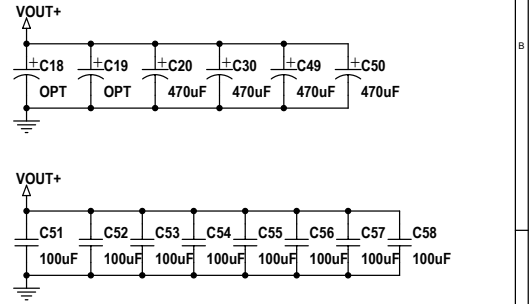 VOUT+
+C18 +C19 +C20 +C30 +C49 +C50
OPT OPT 470uF 470uF 470uF 470uF
B
VOUT+
C51 C52 C53 C54 C55 C56 C57 C58
100uF 100uF 100uF 100uF 100uF 100uF 100uF 100uF